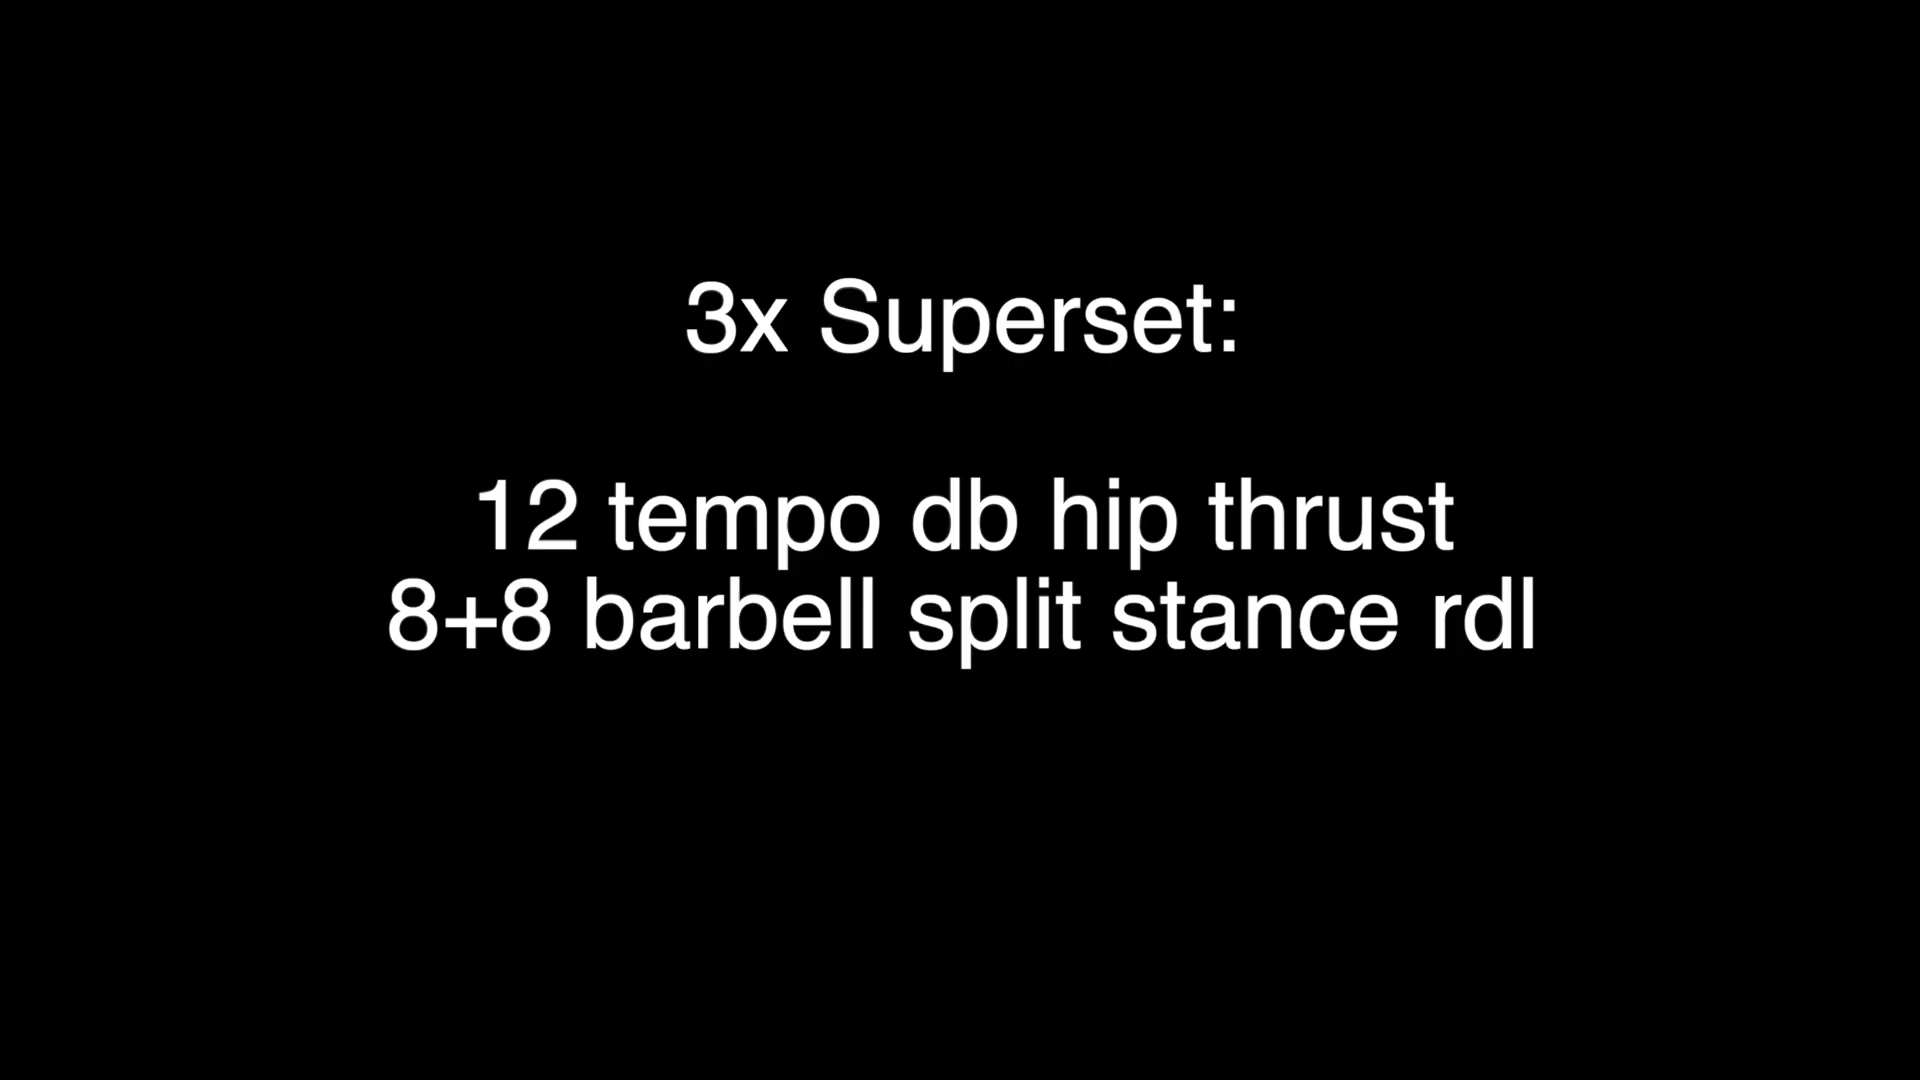 3x Superset:
12 tempo db hip thrust
8+8 barbell split stance rdl